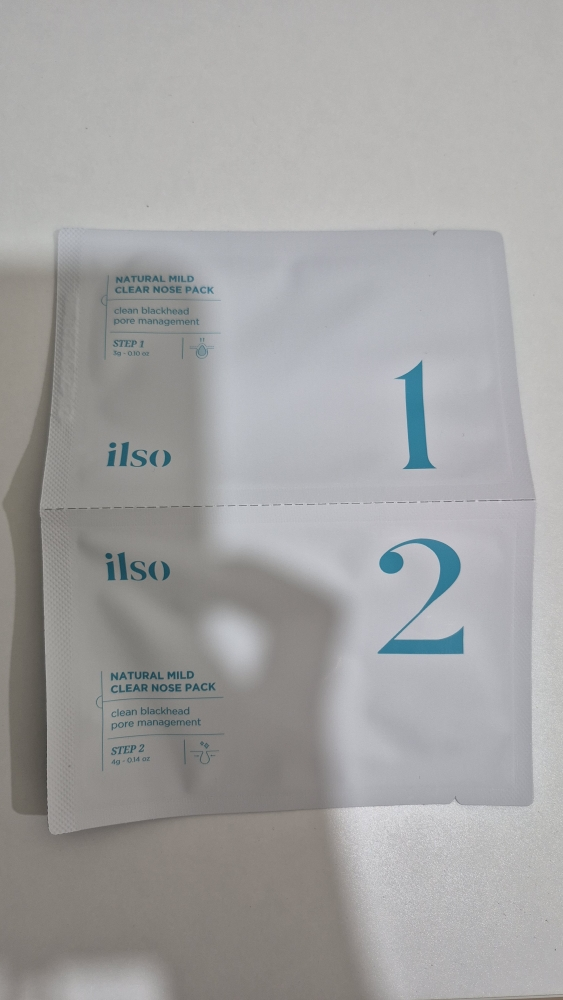 NATURAL MILD
CLEAR NOSE PACK
clean blackhead
pore management
STEP 1
3g - 0.10 oz
1
ilso
ilso
2
NATURAL MILD
CLEAR NOSE PACK
clean blackhead
pore management
STEP 2
4g - 0.14 oz